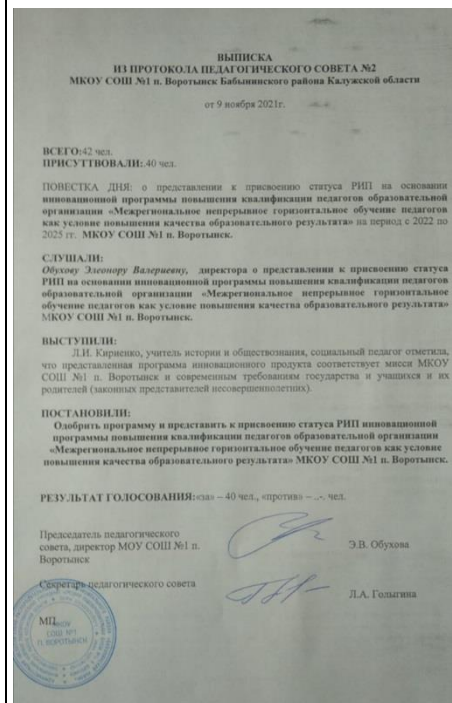 ВЫПИСКА
ИЗ ПРОТОКОЛА ПЕДАГОГИЧЕСКОГО СОВЕТА №2
МКОУ СОШ №1 п. Воротынск Бабынинского района Калужской области
от 9 ноября 2021г.
ВСЕГО:42 чел.
ПРИСУТТВОВАЛИ:.40 чел.
ПОВЕСТКА ДНЯ: о представлении к присвоению статуса РИП на основании
инновационной программы повышения квалификации педагогов образовательной
организации «Межрегиональное непрерывное горизонтальное обучение педагогов
как условие повышения качества образовательного результата» на период с 2022 по
2025 гг. МКОУ СОШ №1 п. Воротынск.
СЛУШАЛИ:
Обухову Элеонору Валериевну, директора о представлении к присвоению статуса
РИП на основании инновационной программы повышения квалификации педагогов
образовательной организации «Межрегиональное непрерывное горизонтальное
обучение педагогов как условие повышения качества образовательного результата»
МКОУ СОШ №1 п. Воротынск.
ВЫСТУПИЛИ:
Л.И. Кириенко, учитель истории и обществознания, социальный педагог отметила,
что представленная программа инновационного продукта соответствует мисси МКОУ
СОШ №1 п. Воротынск и современным требованиям государства и учащихся и их
родителей (законных представителей несовершеннолетних).
ПОСТАНОВИЛИ:
Одобрить программу и представить к присвоению статуса РИП инновационной
программы повышения квалификации педагогов образовательной организации
«Межрегиональное непрерывное горизонтальное обучение педагогов как условие
повышения качества образовательного результата» МКОУ СОШ №1 п. Воротынск.
РЕЗУЛЬТАТ ГОЛОСОВАНИЯ:«за» – 40 чел., «против» – ..-. чел.
Председатель педагогического
совета, директор МОУ СОШ №1 п.
Воротынск
Э.В. Обухова
Секретарь педагогического совета
Л.А. Голыгина
МП
МКОУ
СОШ №1
П. ВОРОТЫНСК